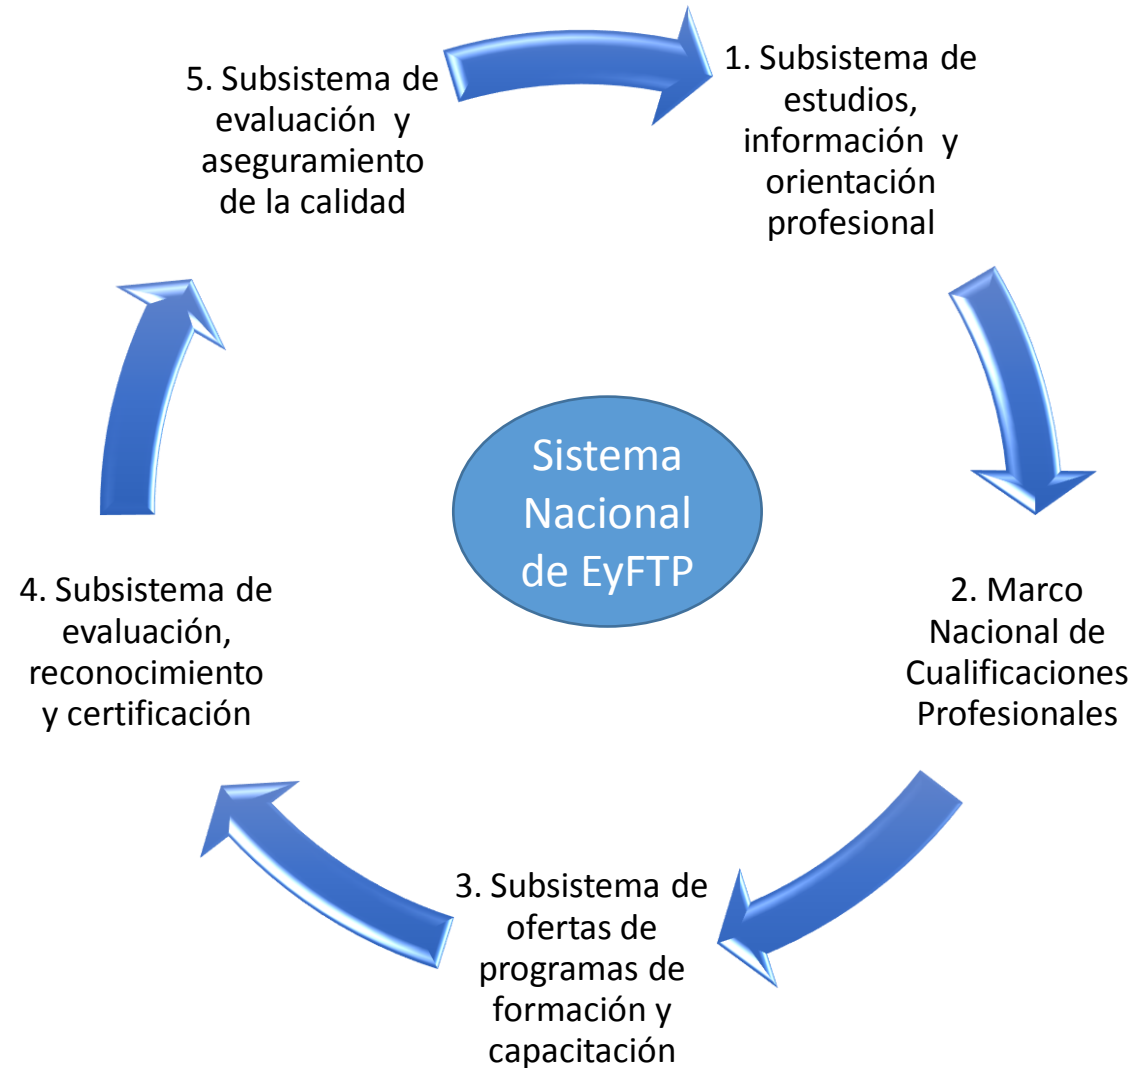 1. Subsistema de
estudios,
información y
orientación
profesional
2. Marco
Nacional de
Cualificaciones
Profesionales
3. Subsistema de
ofertas de
programas de
formación y
capacitación
4. Subsistema de
evaluación,
reconocimiento
y certificación
5. Subsistema de
evaluación y
aseguramiento
de la calidad
Sistema
Nacional
de EyFTP